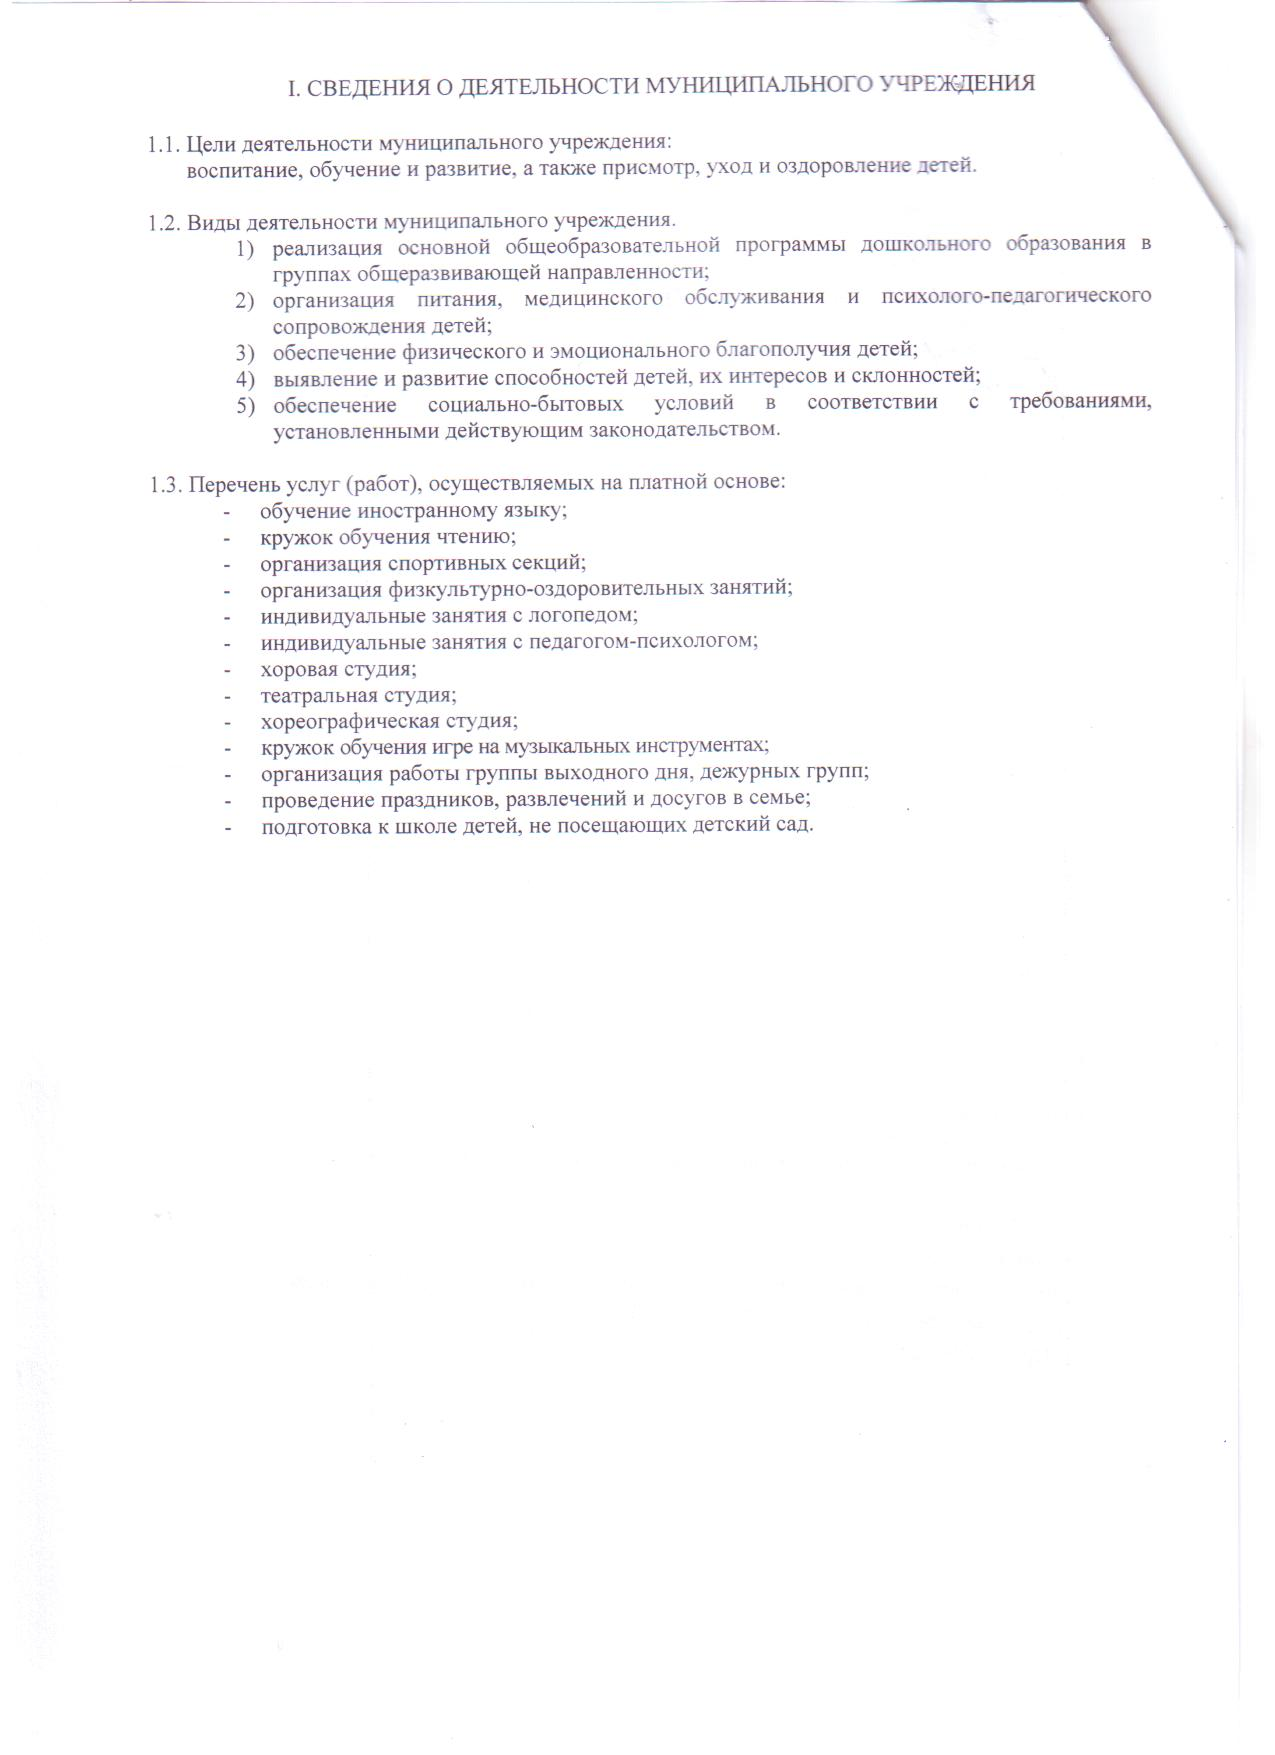 I. СВЕДЕНИЯ О ДЕЯТЕЛЬНОСТИ МУНИЦИПАЛЬНОГО УЧРЕЖДЕНИЯ
1.1. Цели деятельности муниципального учреждения:
воспитание, обучение и развитие, а также присмотр, уход и оздоровление детей.
1.2. Виды деятельности муниципального учреждения.
1) реализация основной общеобразовательной программы дошкольного образования в
группах общеразвивающей направленности;
2) организация питания, медицинского обслуживания и психолого-педагогического
сопровождения детей;
3) обеспечение физического и эмоционального благополучия детей;
4) выявление и развитие способностей детей, их интересов и склонностей;
5) обеспечение социально-бытовых условий в соответствии с требованиями,
установленными действующим законодательством.
1.3. Перечень услуг (работ), осуществляемых на платной основе:
- обучение иностранному языку;
- кружок обучения чтению;
- организация спортивных секций;
- организация физкультурно-оздоровительных занятий;
- индивидуальные занятия с логопедом;
- индивидуальные занятия с педагогом-психологом;
- хоровая студия;
- театральная студия;
- хореографическая студия;
- кружок обучения игре на музыкальных инструментах;
- организация работы группы выходного дня, дежурных групп;
- проведение праздников, развлечений и досугов в семье;
- подготовка к школе детей, не посещающих детский сад.